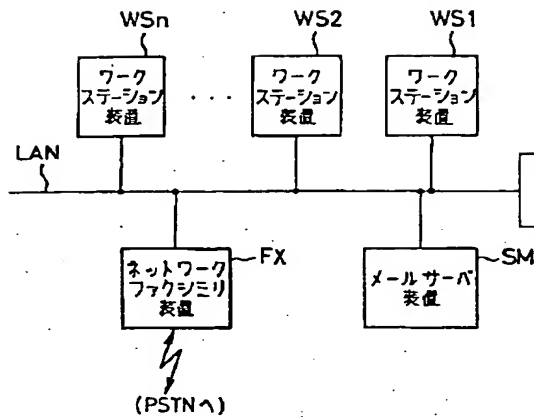 WSn
WS2
WS1
ワーク
ステーション
装置
・・・
ワーク
ステーション
装置
ワーク
ステーション
装置
LAN
FX
SM
ネットワーク
ファクシミリ
装置
メールサーバ
装置
(PSTNへ)